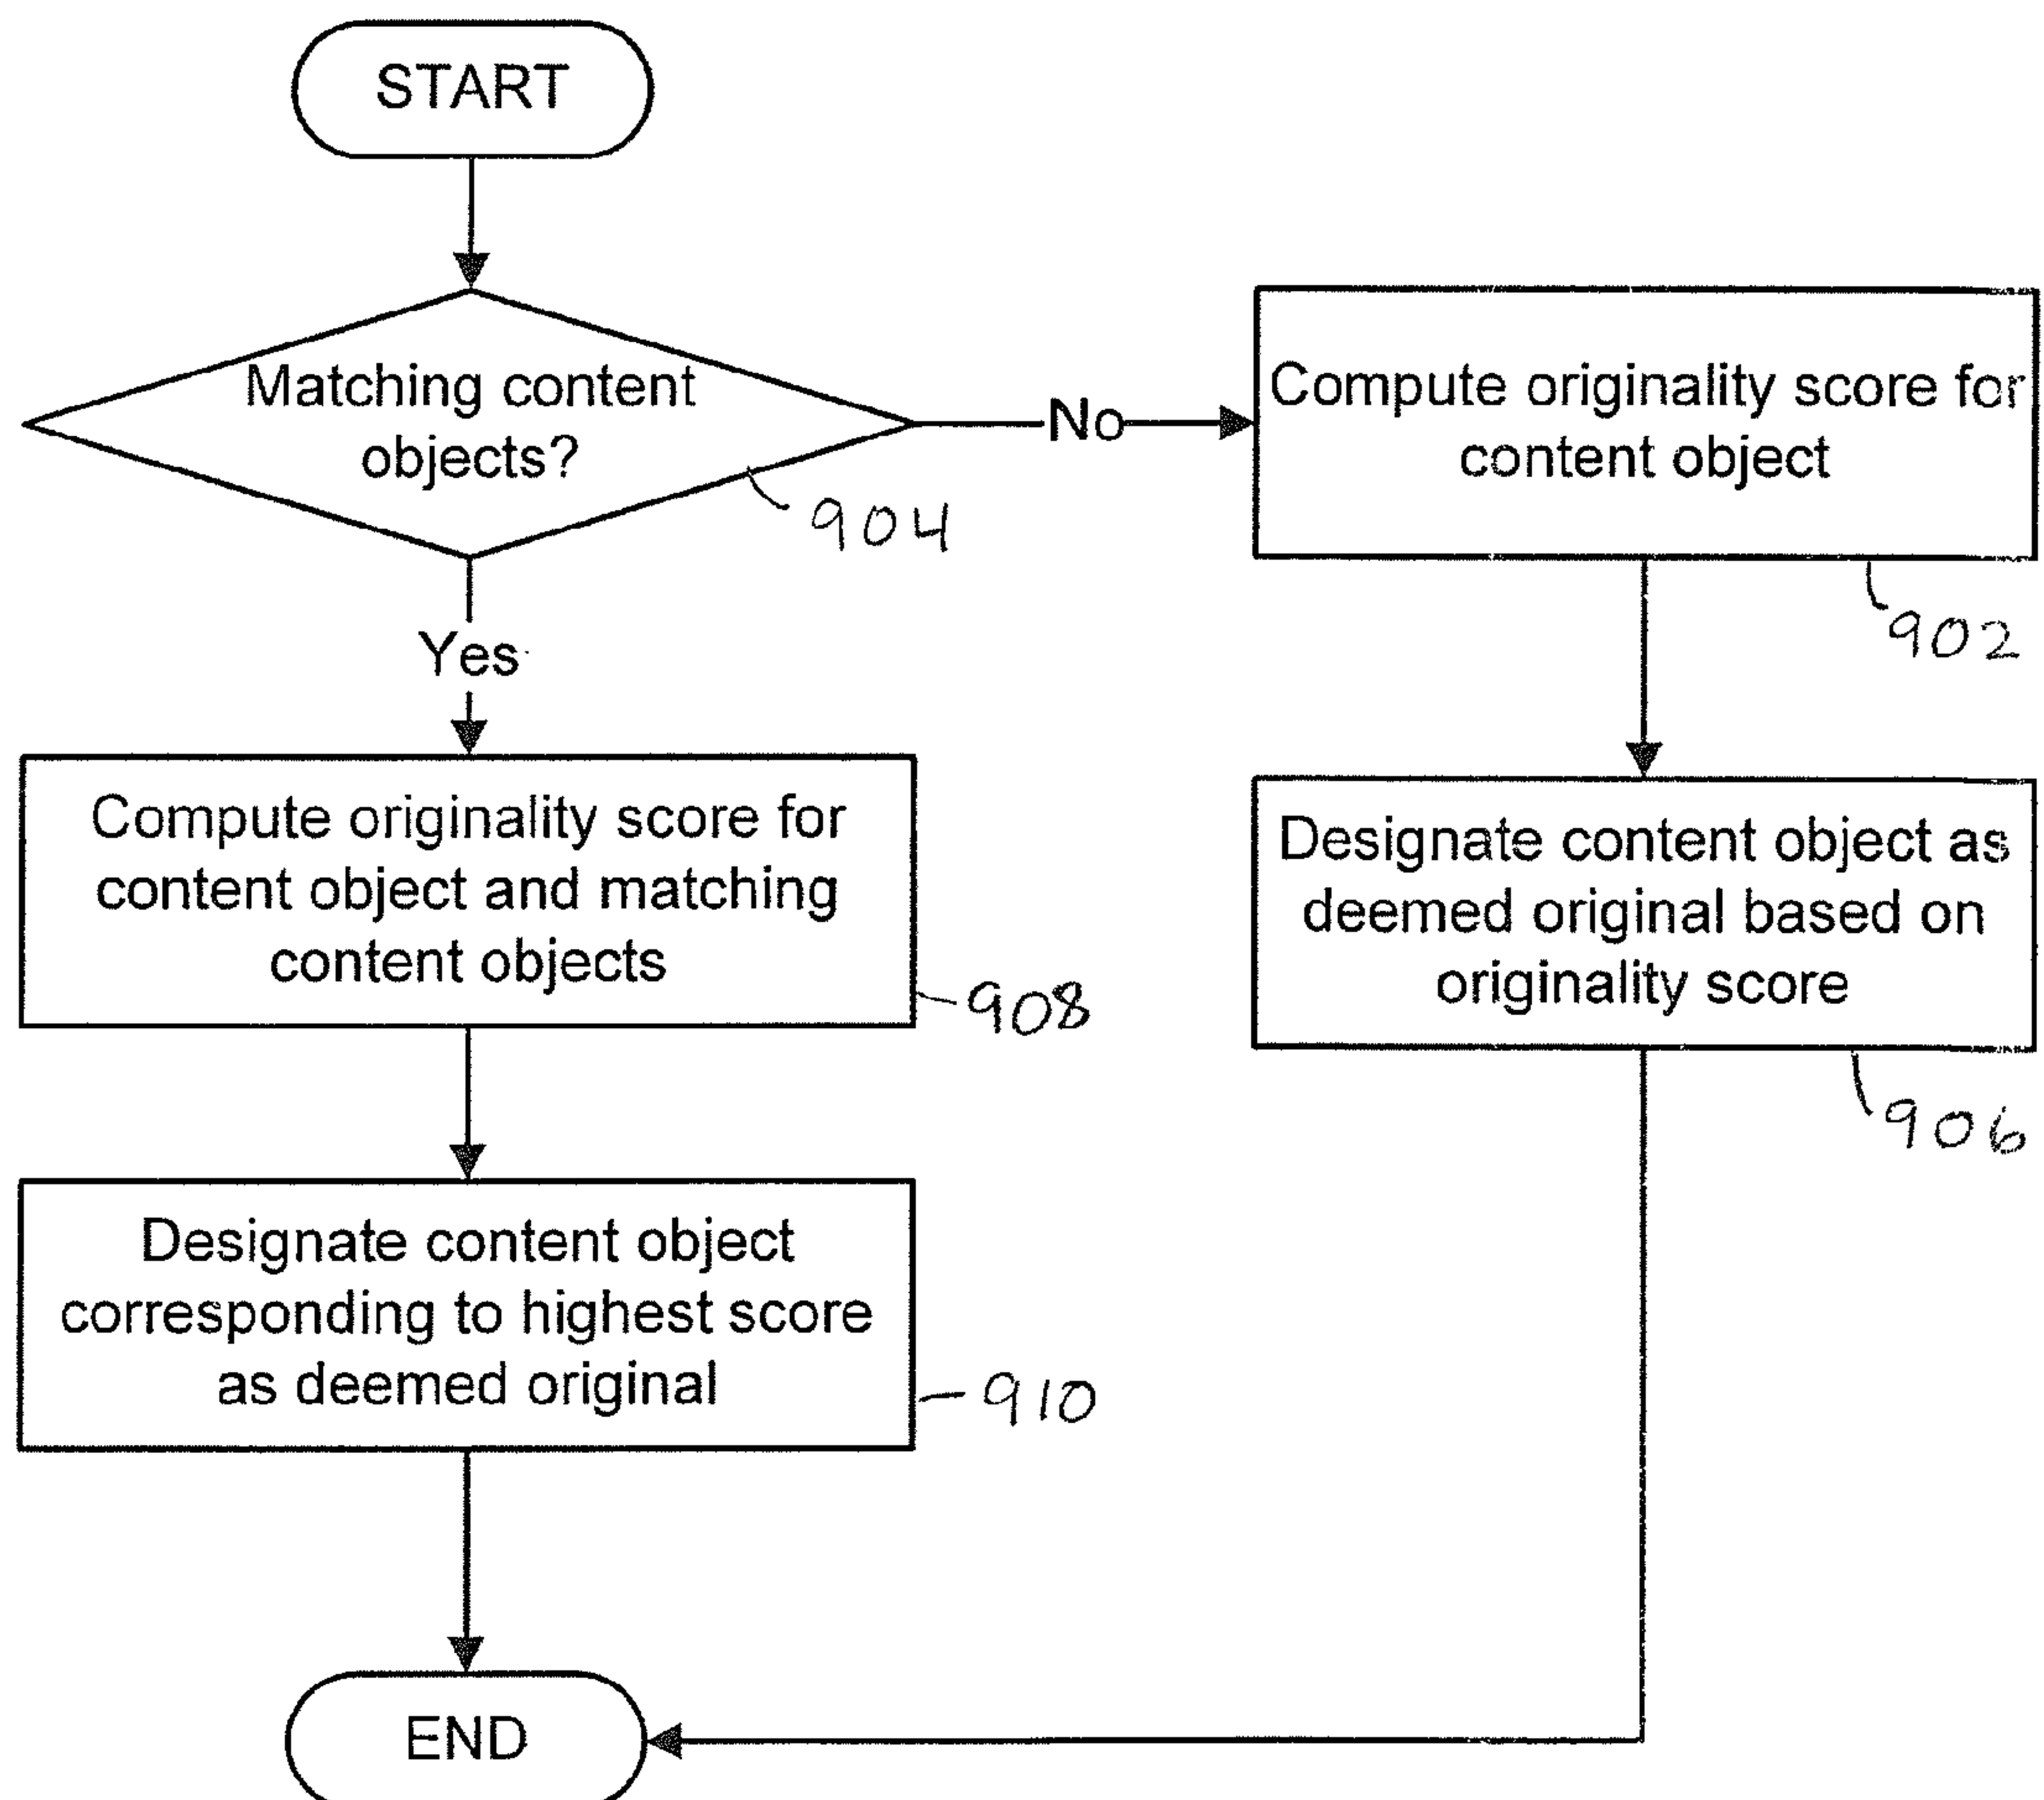 START
Matching content
objects?
904
No
Compute originality score for
content object
902
Yes
Compute originality score for
content object and matching
content objects
908
Designate content object as
deemed original based on
originality score
906
Designate content object
corresponding to highest score
as deemed original
910
END